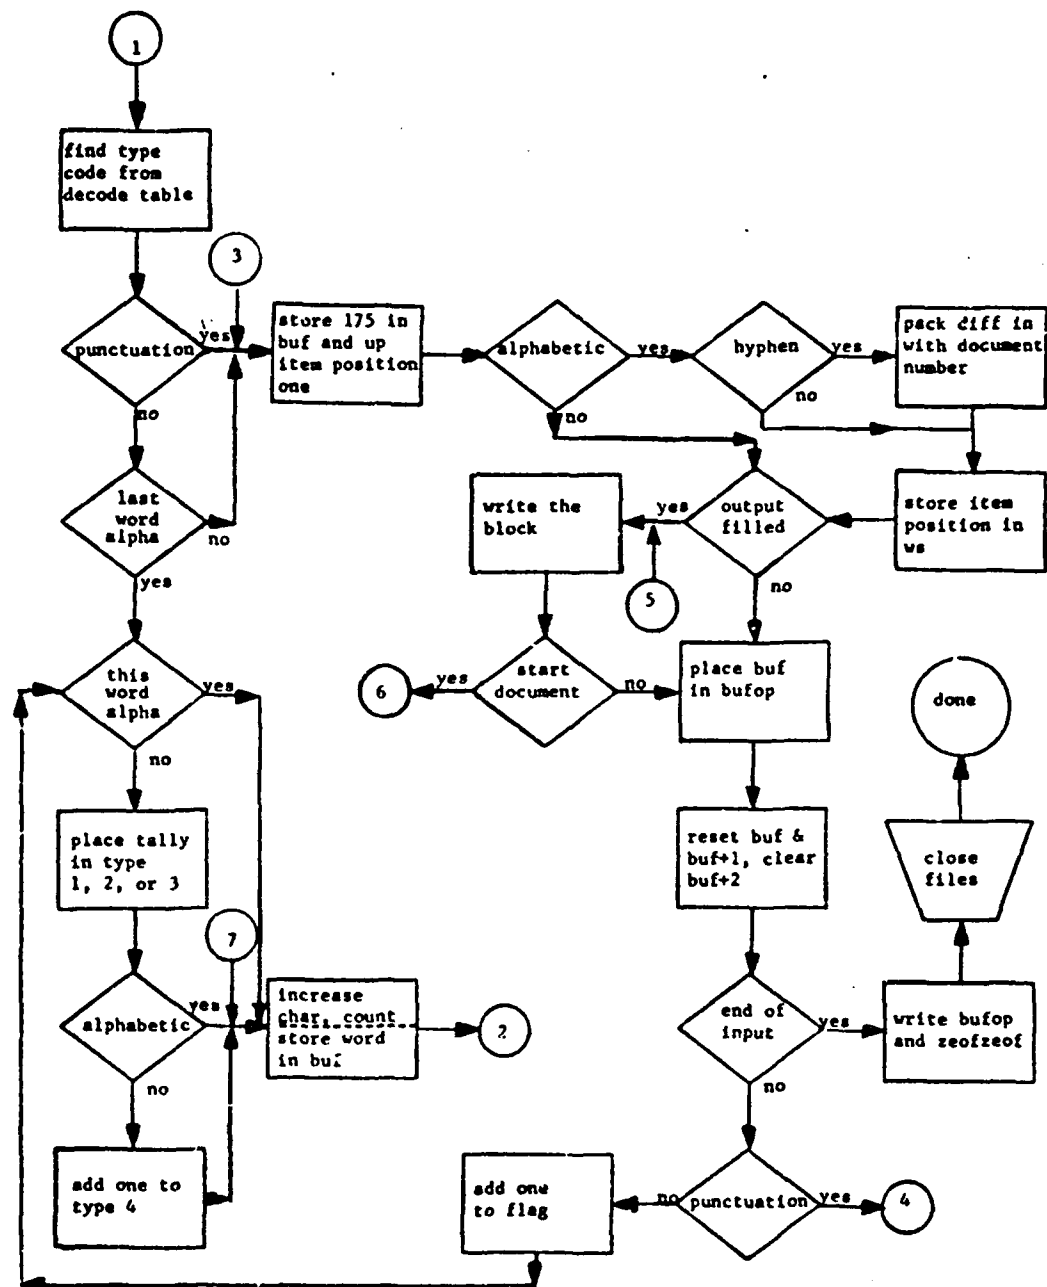 1
find type
code from
decode table
3
punctuation
yes
no
store 175 in
buf and up
item position
one
alphabetic
yes
no
hyphen
yes
no
pack diff in
with document
number
last
word
alpha
no
yes
write the
block
yes
output
filled
no
store item
position in
ws
5
this
word
alpha
yes
no
6
yes
start
document
no
place buf
in bufop
done
place tally
in type
1, 2, or 3
reset buf &
buf+1, clear
buf+2
close
files
7
alphabetic
yes
no
increase
char, count
store word
in buf
2
end of
input
yes
no
write bufop
and zeofzeof
add one to
type 4
add one
to flag
no
punctuation
yes
4